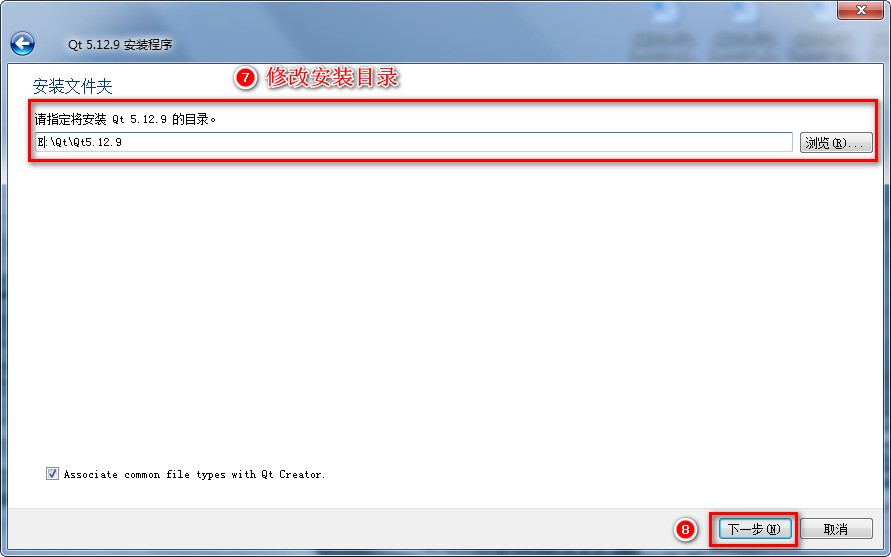 Qt 5.12.9 安装程序
安装文件夹
7 修改安装目录
请指定将安装 Qt 5.12.9 的目录。
E:\Qt\Qt5.12.9
浏览(R)...
Associate common file types with Qt Creator.
8
下一步(N)
取消